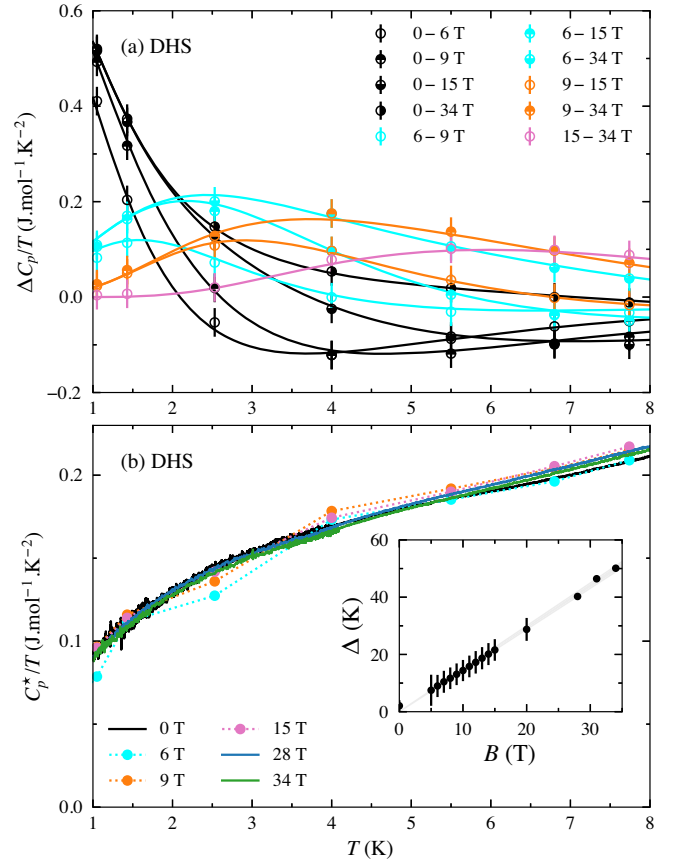 0.6
0.4
0.2
0.0
−0.2
ΔCp/T (J.mol⁻¹.K⁻²)
(a) DHS
0 − 6 T
0 − 9 T
0 − 15 T
0 − 34 T
6 − 9 T
6 − 15 T
6 − 34 T
9 − 15 T
9 − 34 T
15 − 34 T
1 2 3 4 5 6 7 8
(b) DHS
0.2
0.1
0.0
C⋆p/T (J.mol⁻¹.K⁻²)
0 T
6 T
9 T
15 T
28 T
34 T
60
40
20
0
Δ (K)
0 10 20 30
B (T)
1 2 3 4 5 6 7 8
T (K)